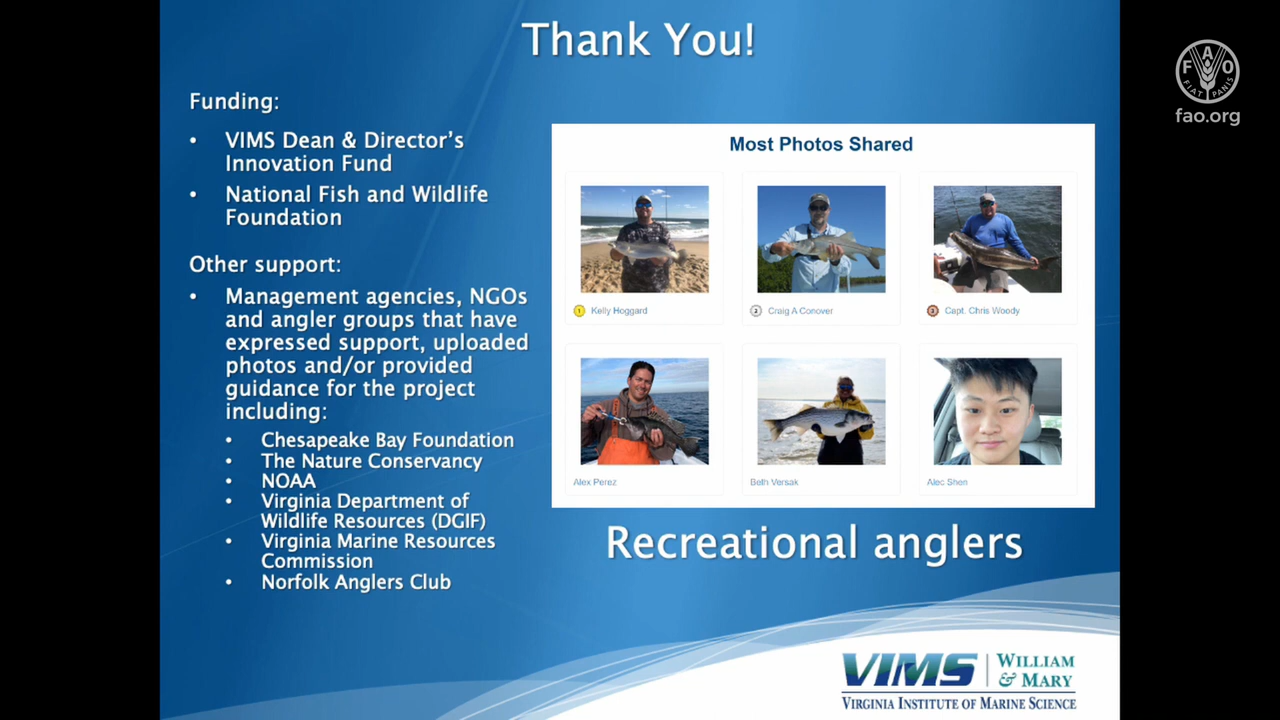 Thank You!
Funding:
• VIMS Dean & Director's
Innovation Fund
• National Fish and Wildlife
Foundation
Other support:
• Management agencies, NGOs
and angler groups that have
expressed support, uploaded
photos and/or provided
guidance for the project
including:
• Chesapeake Bay Foundation
• The Nature Conservancy
• NOAA
• Virginia Department of
Wildlife Resources (DGIF)
• Virginia Marine Resources
Commission
• Norfolk Anglers Club
Most Photos Shared
1 Kelly Hoggard
2 Craig A Conover
3 Capt. Chris Woody
Alex Perez
Beth Versak
Alec Shen
Recreational anglers
VIMS
WILLIAM
& MARY
VIRGINIA INSTITUTE OF MARINE SCIENCE
F A O
FIAT PANIS
fao.org